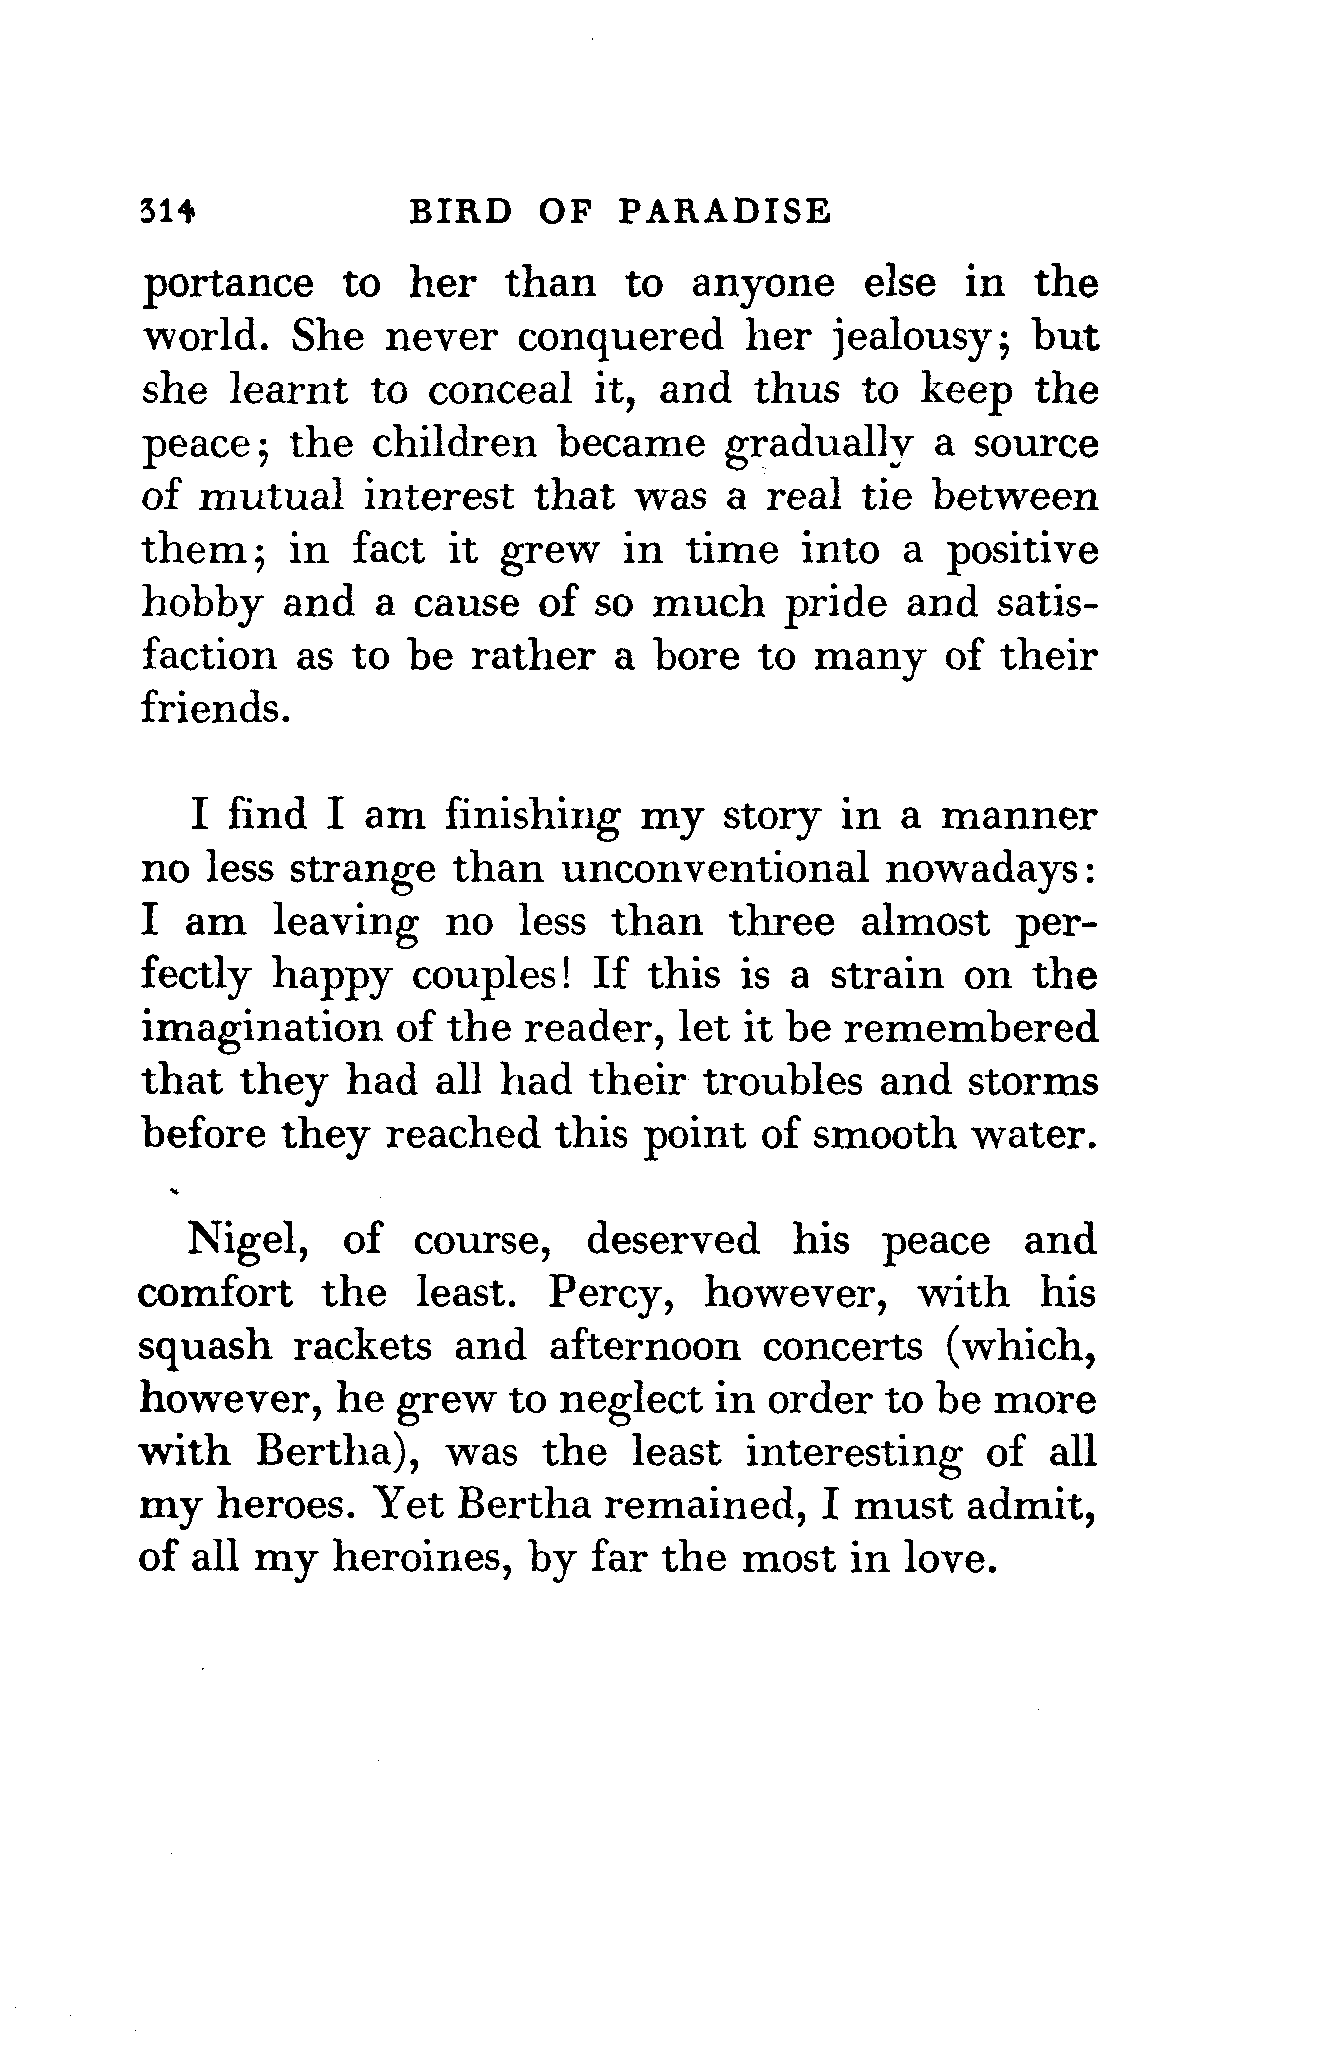 314 BIRD OF PARADISE
portance to her than to anyone else in the
world. She never conquered her jealousy; but
she learnt to conceal it, and thus to keep the
peace; the children became gradually a source
of mutual interest that was a real tie between
them; in fact it grew in time into a positive
hobby and a cause of so much pride and satis-
faction as to be rather a bore to many of their
friends.
I find I am finishing my story in a manner
no less strange than unconventional nowadays:
I am leaving no less than three almost per-
fectly happy couples! If this is a strain on the
imagination of the reader, let it be remembered
that they had all had their troubles and storms
before they reached this point of smooth water.
Nigel, of course, deserved his peace and
comfort the least. Percy, however, with his
squash rackets and afternoon concerts (which,
however, he grew to neglect in order to be more
with Bertha), was the least interesting of all
my heroes. Yet Bertha remained, I must admit,
of all my heroines, by far the most in love.